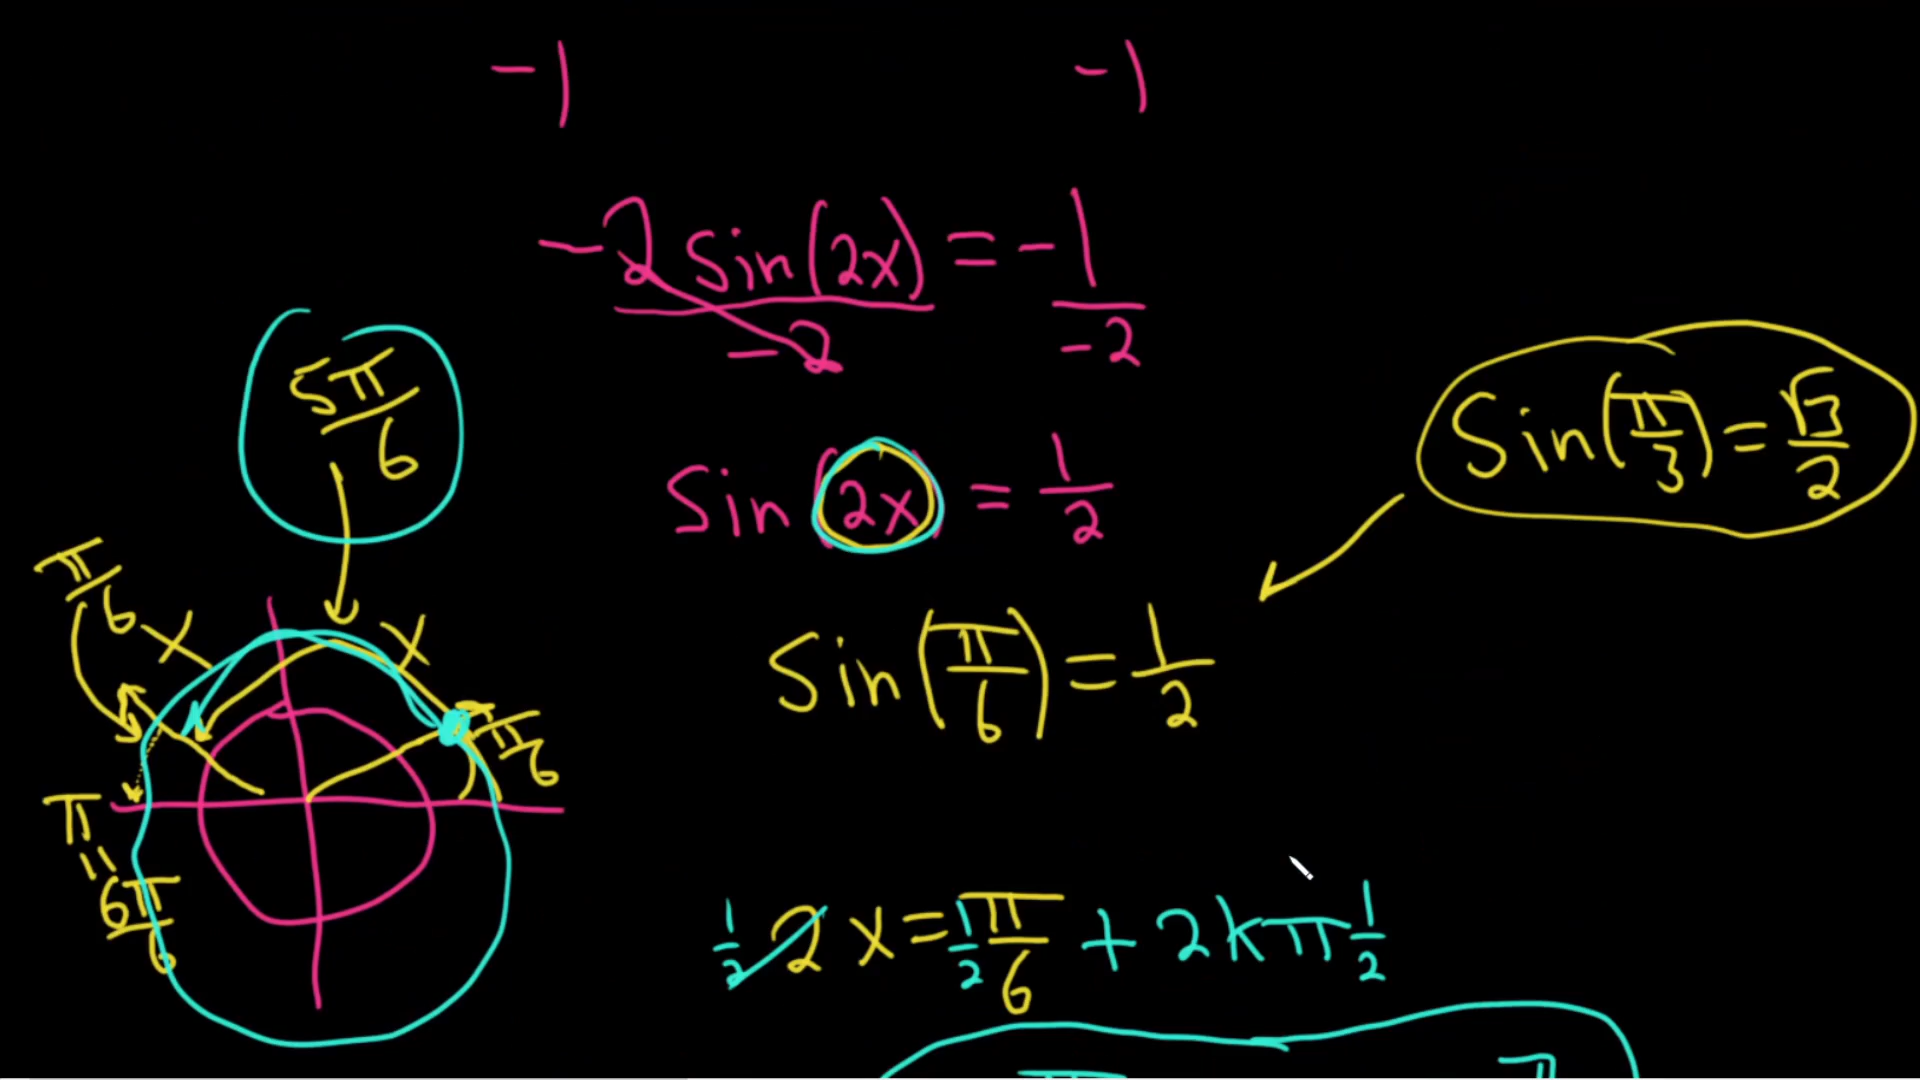 -1 -1
-2 sin(2x) = -1
-2 -2
5π/6
sin(2x) = 1/2
sin(π/3) = √3/2
π/6
sin(π/6) = 1/2
π/6
π
=
6π/6
1/2 2x = 1/2 π/6 + 2kπ 1/2